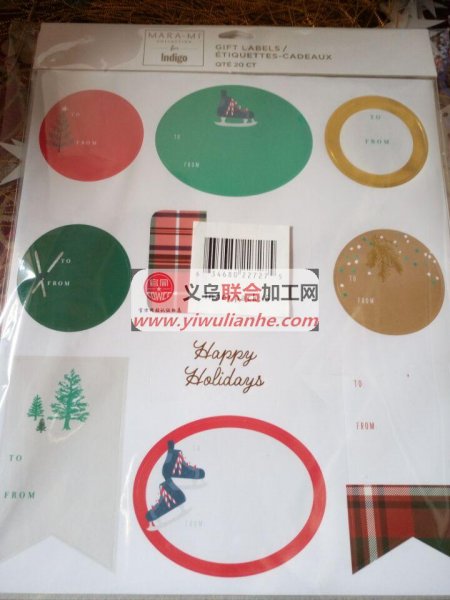 MARA-MI
COLLECTION
for
Indigo
GIFT LABELS /
ÉTIQUETTES-CADEAUX
QTÉ 20 CT
TO
FROM
TO
FROM
TO
FROM
TO
FROM
TO
FROM
义乌联合加工网
www.yiwulianhe.com
Happy
Holidays
TO
FROM
TO
FROM
FROM